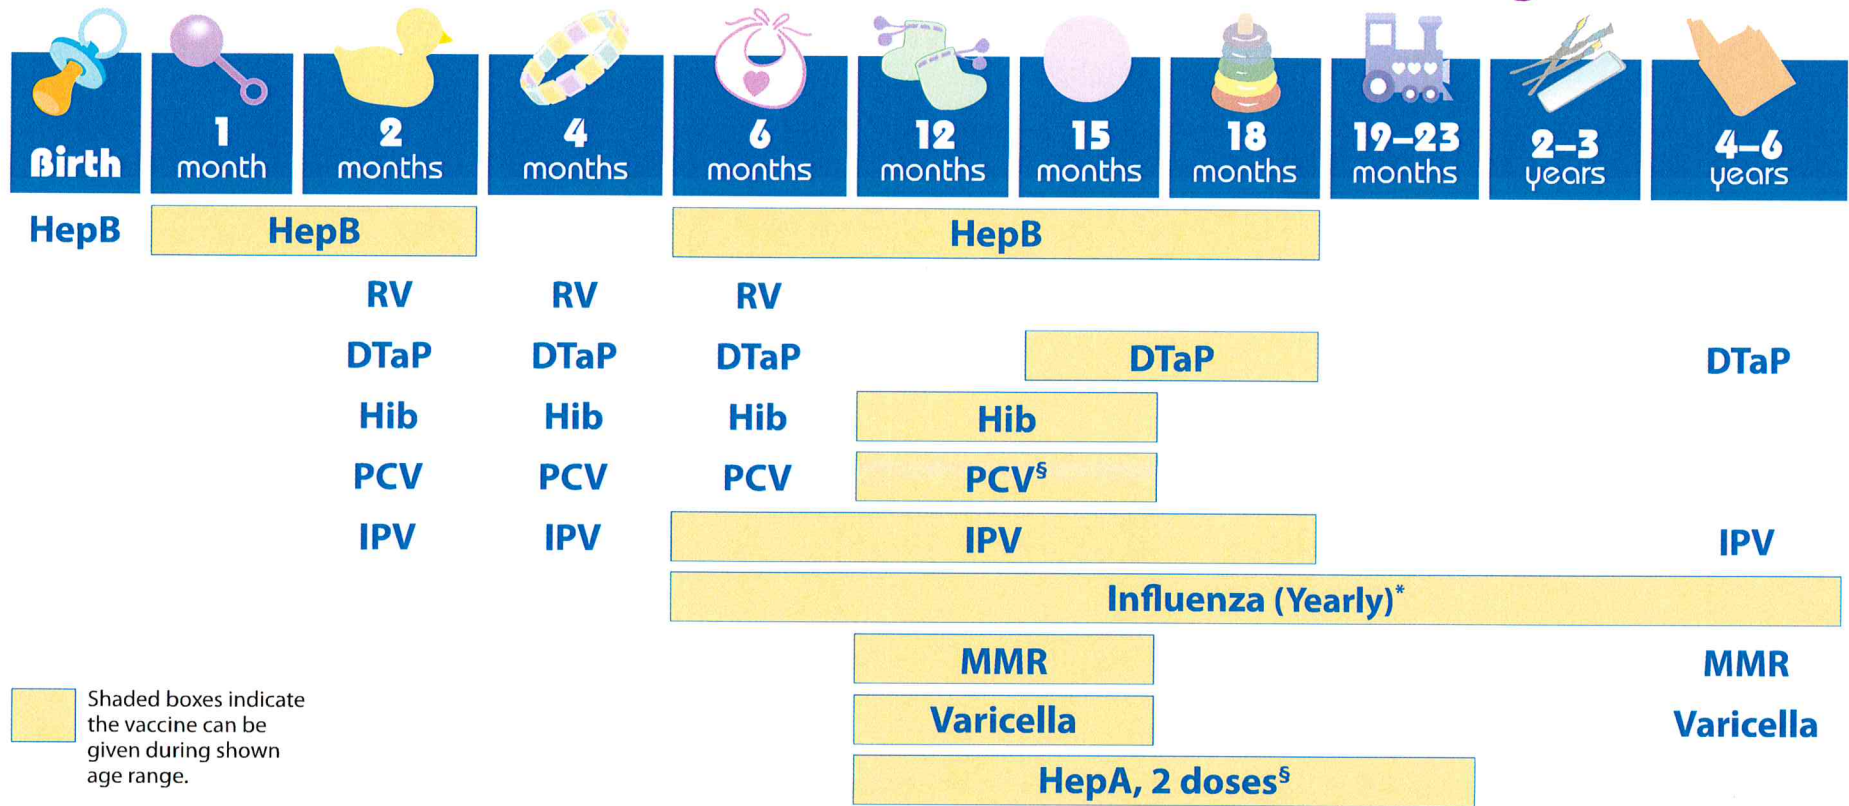 Birth
1 month
2 months
4 months
6 months
12 months
15 months
18 months
19–23 months
2–3 years
4–6 years
HepB HepB HepB
RV RV RV
DTaP DTaP DTaP DTaP DTaP
Hib Hib Hib Hib
PCV PCV PCV PCV§
IPV IPV IPV IPV
Influenza (Yearly)*
MMR MMR
Varicella Varicella
HepA, 2 doses§
Shaded boxes indicate
the vaccine can be
given during shown
age range.